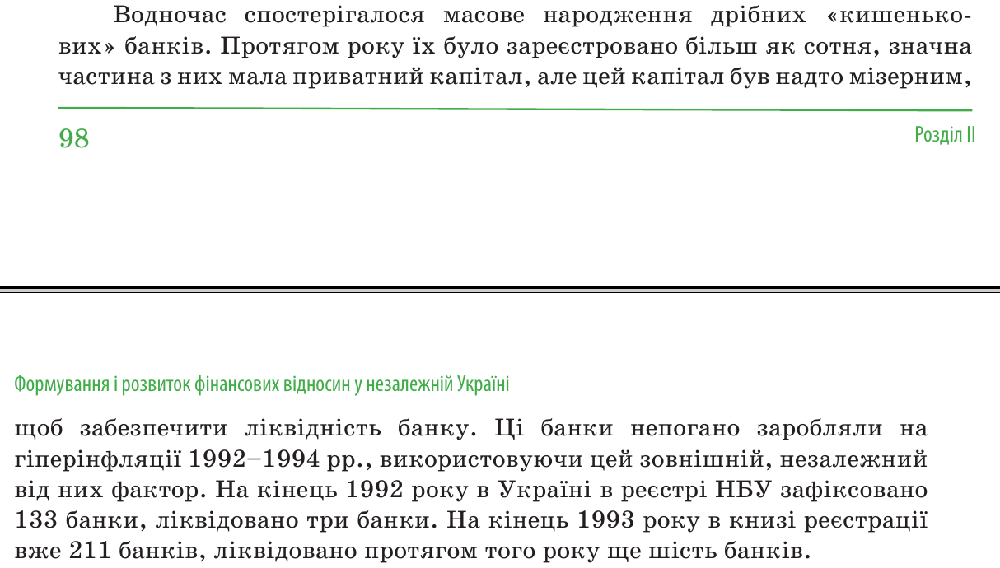 Водночас спостерігалося масове народження дрібних «кишенько-
вих» банків. Протягом року їх було зареєстровано більш як сотня, значна
частина з них мала приватний капітал, але цей капітал був надто мізерним,
98
Розділ II
Формування і розвиток фінансових відносин у незалежній Україні
щоб забезпечити ліквідність банку. Ці банки непогано заробляли на
гіперінфляції 1992–1994 рр., використовуючи цей зовнішній, незалежний
від них фактор. На кінець 1992 року в Україні в реєстрі НБУ зафіксовано
133 банки, ліквідовано три банки. На кінець 1993 року в книзі реєстрації
вже 211 банків, ліквідовано протягом того року ще шість банків.